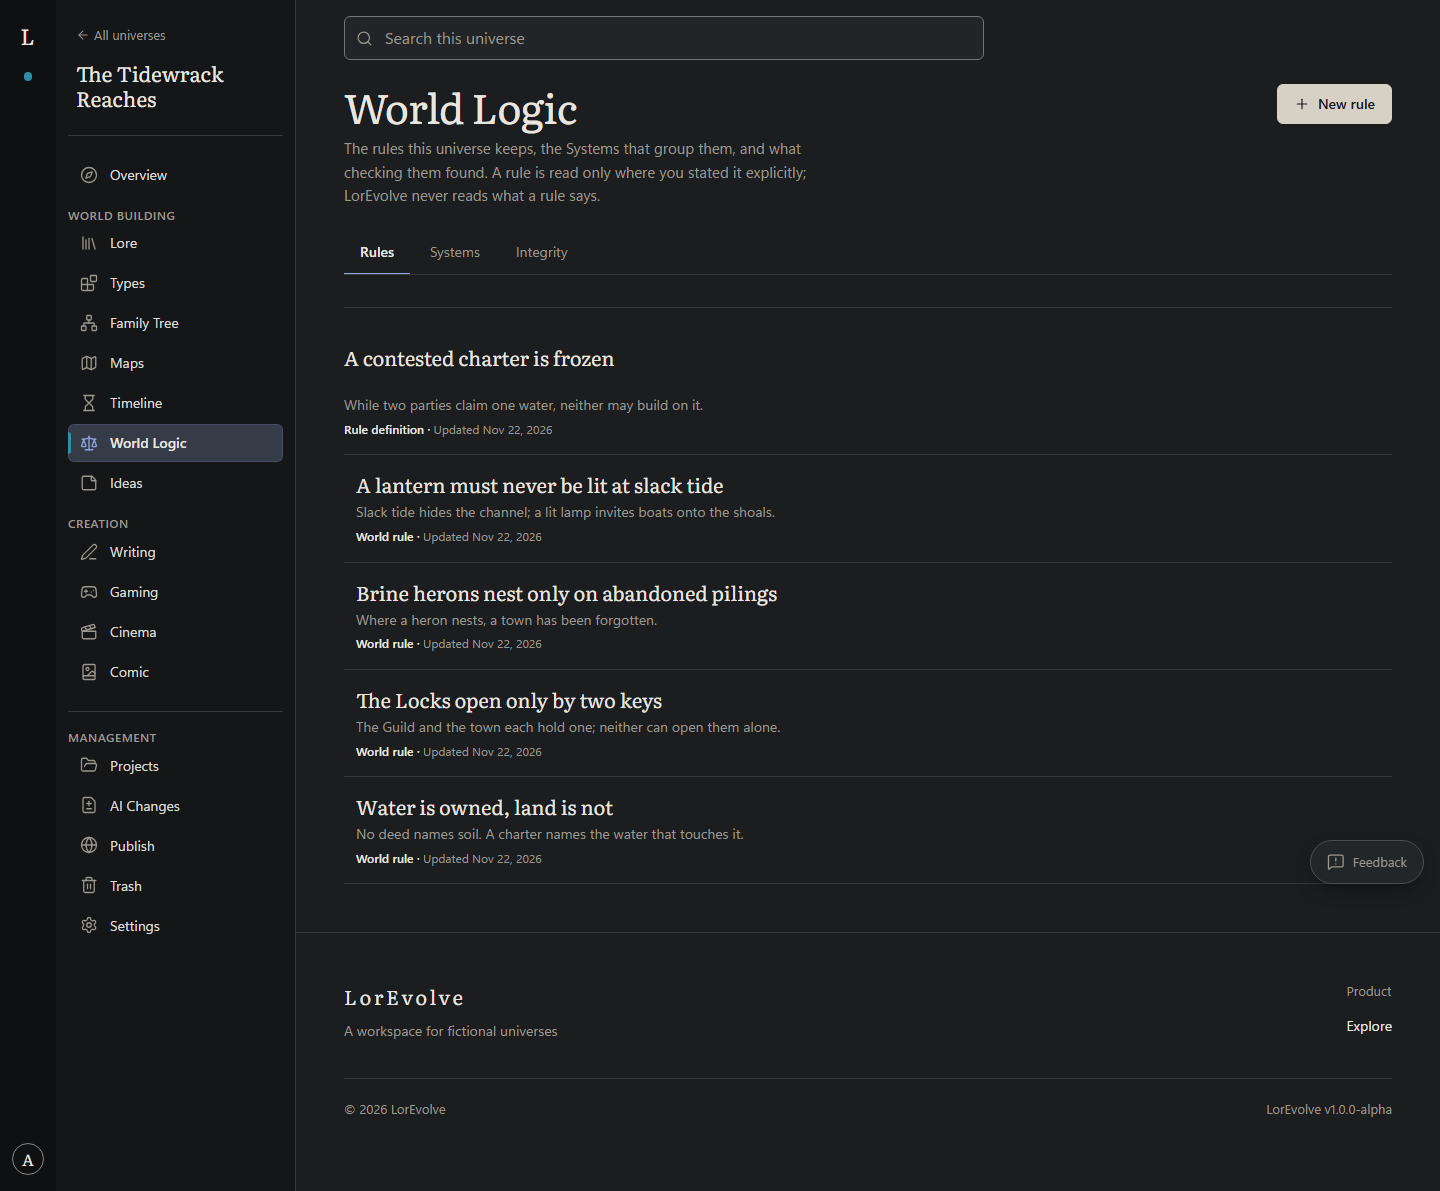 L
All universes
The Tidewrack
Reaches
Overview
WORLD BUILDING
Lore
Types
Family Tree
Maps
Timeline
World Logic
Ideas
CREATION
Writing
Gaming
Cinema
Comic
MANAGEMENT
Projects
AI Changes
Publish
Trash
Settings
A
Search this universe
World Logic
New rule
The rules this universe keeps, the Systems that group them, and what
checking them found. A rule is read only where you stated it explicitly;
LorEvolve never reads what a rule says.
Rules Systems Integrity
A contested charter is frozen
While two parties claim one water, neither may build on it.
Rule definition · Updated Nov 22, 2026
A lantern must never be lit at slack tide
Slack tide hides the channel; a lit lamp invites boats onto the shoals.
World rule · Updated Nov 22, 2026
Brine herons nest only on abandoned pilings
Where a heron nests, a town has been forgotten.
World rule · Updated Nov 22, 2026
The Locks open only by two keys
The Guild and the town each hold one; neither can open them alone.
World rule · Updated Nov 22, 2026
Water is owned, land is not
No deed names soil. A charter names the water that touches it.
World rule · Updated Nov 22, 2026
Feedback
LorEvolve
A workspace for fictional universes
Product
Explore
© 2026 LorEvolve
LorEvolve v1.0.0-alpha